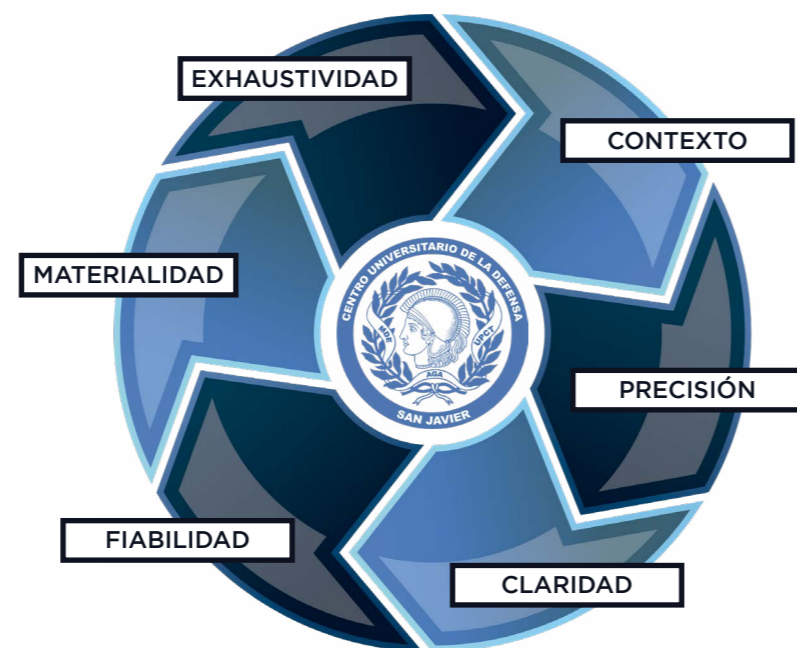 EXHAUSTIVIDAD
CONTEXTO
MATERIALIDAD
CENTRO UNIVERSITARIO DE LA DEFENSA
MDE
UPCT
AGA
SAN JAVIER
PRECISIÓN
FIABILIDAD
CLARIDAD